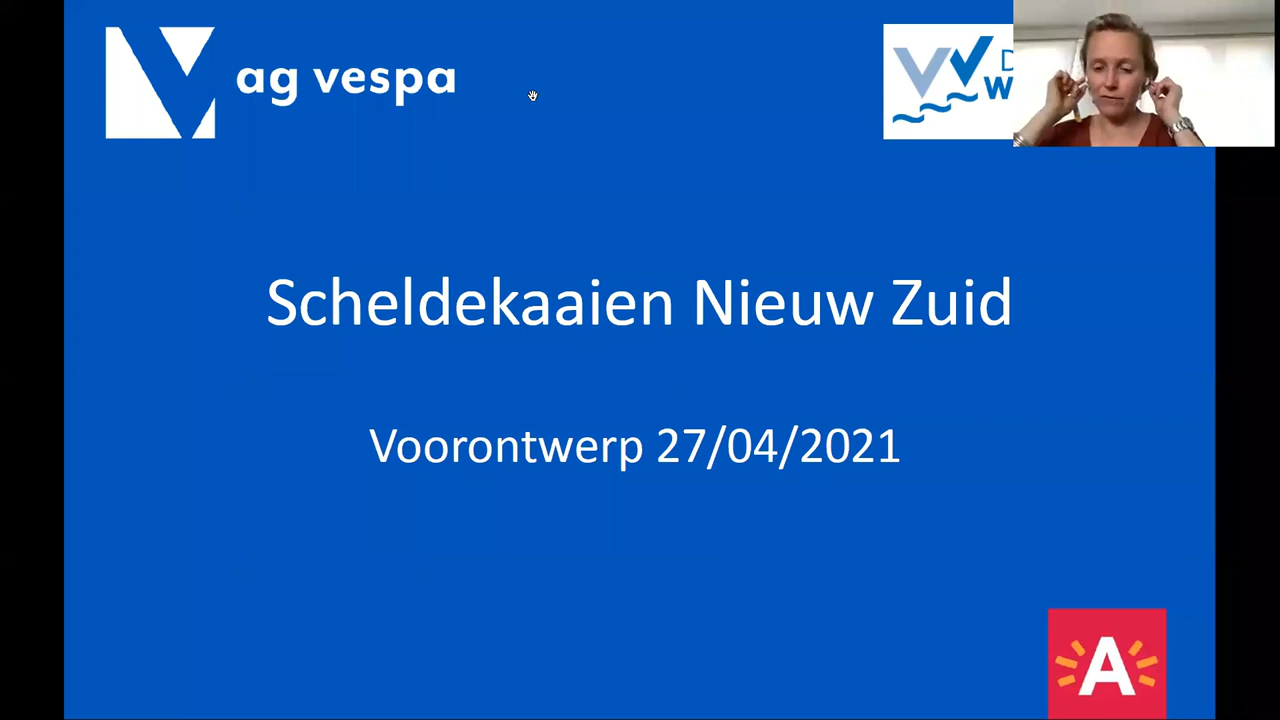 ag vespa
Scheldekaaien Nieuw Zuid
Voorontwerp 27/04/2021
A